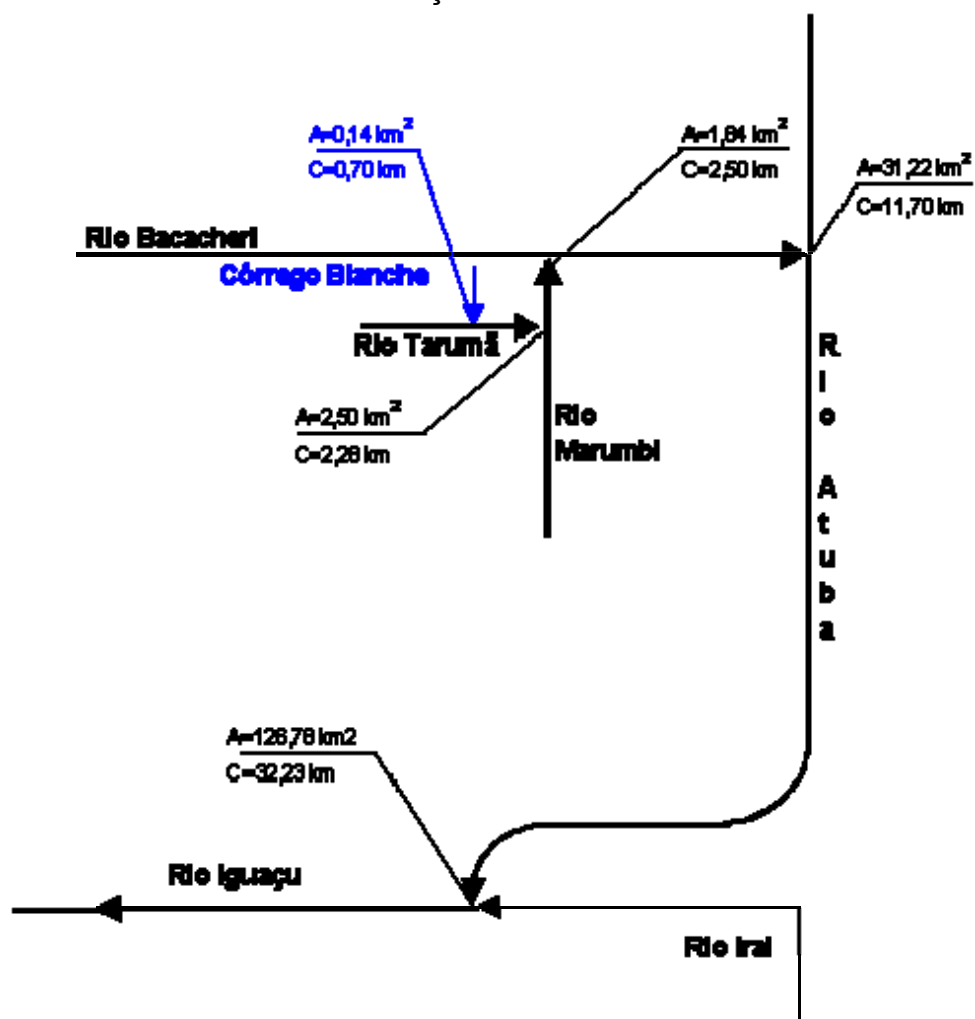 ç
A=0,14 km²
C=0,70 km
A=1,84 km²
C=2,50 km
A=31,22 km²
C=11,70 km
Rio Bacacheri
Córrego Blanche
Rio Tarumã
A=2,50 km²
C=2,28 km
Rio
Marumbi
R
i
o
A
t
u
b
a
A=126,78 km2
C=32,23 km
Rio Iguaçu
Rio Iraí